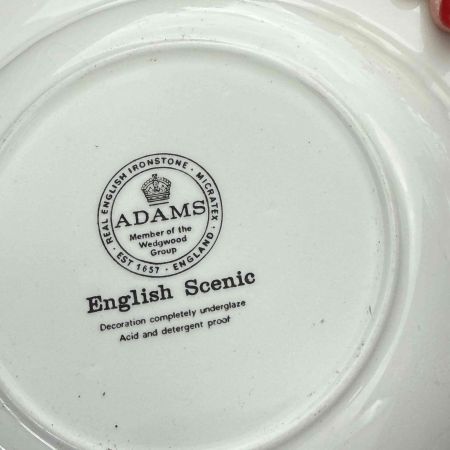 REAL ENGLISH IRONSTONE · MICRATEX
ADAMS
Member of the
Wedgwood
Group
· EST 1657 · ENGLAND ·
English Scenic
Decoration completely underglaze
Acid and detergent proof